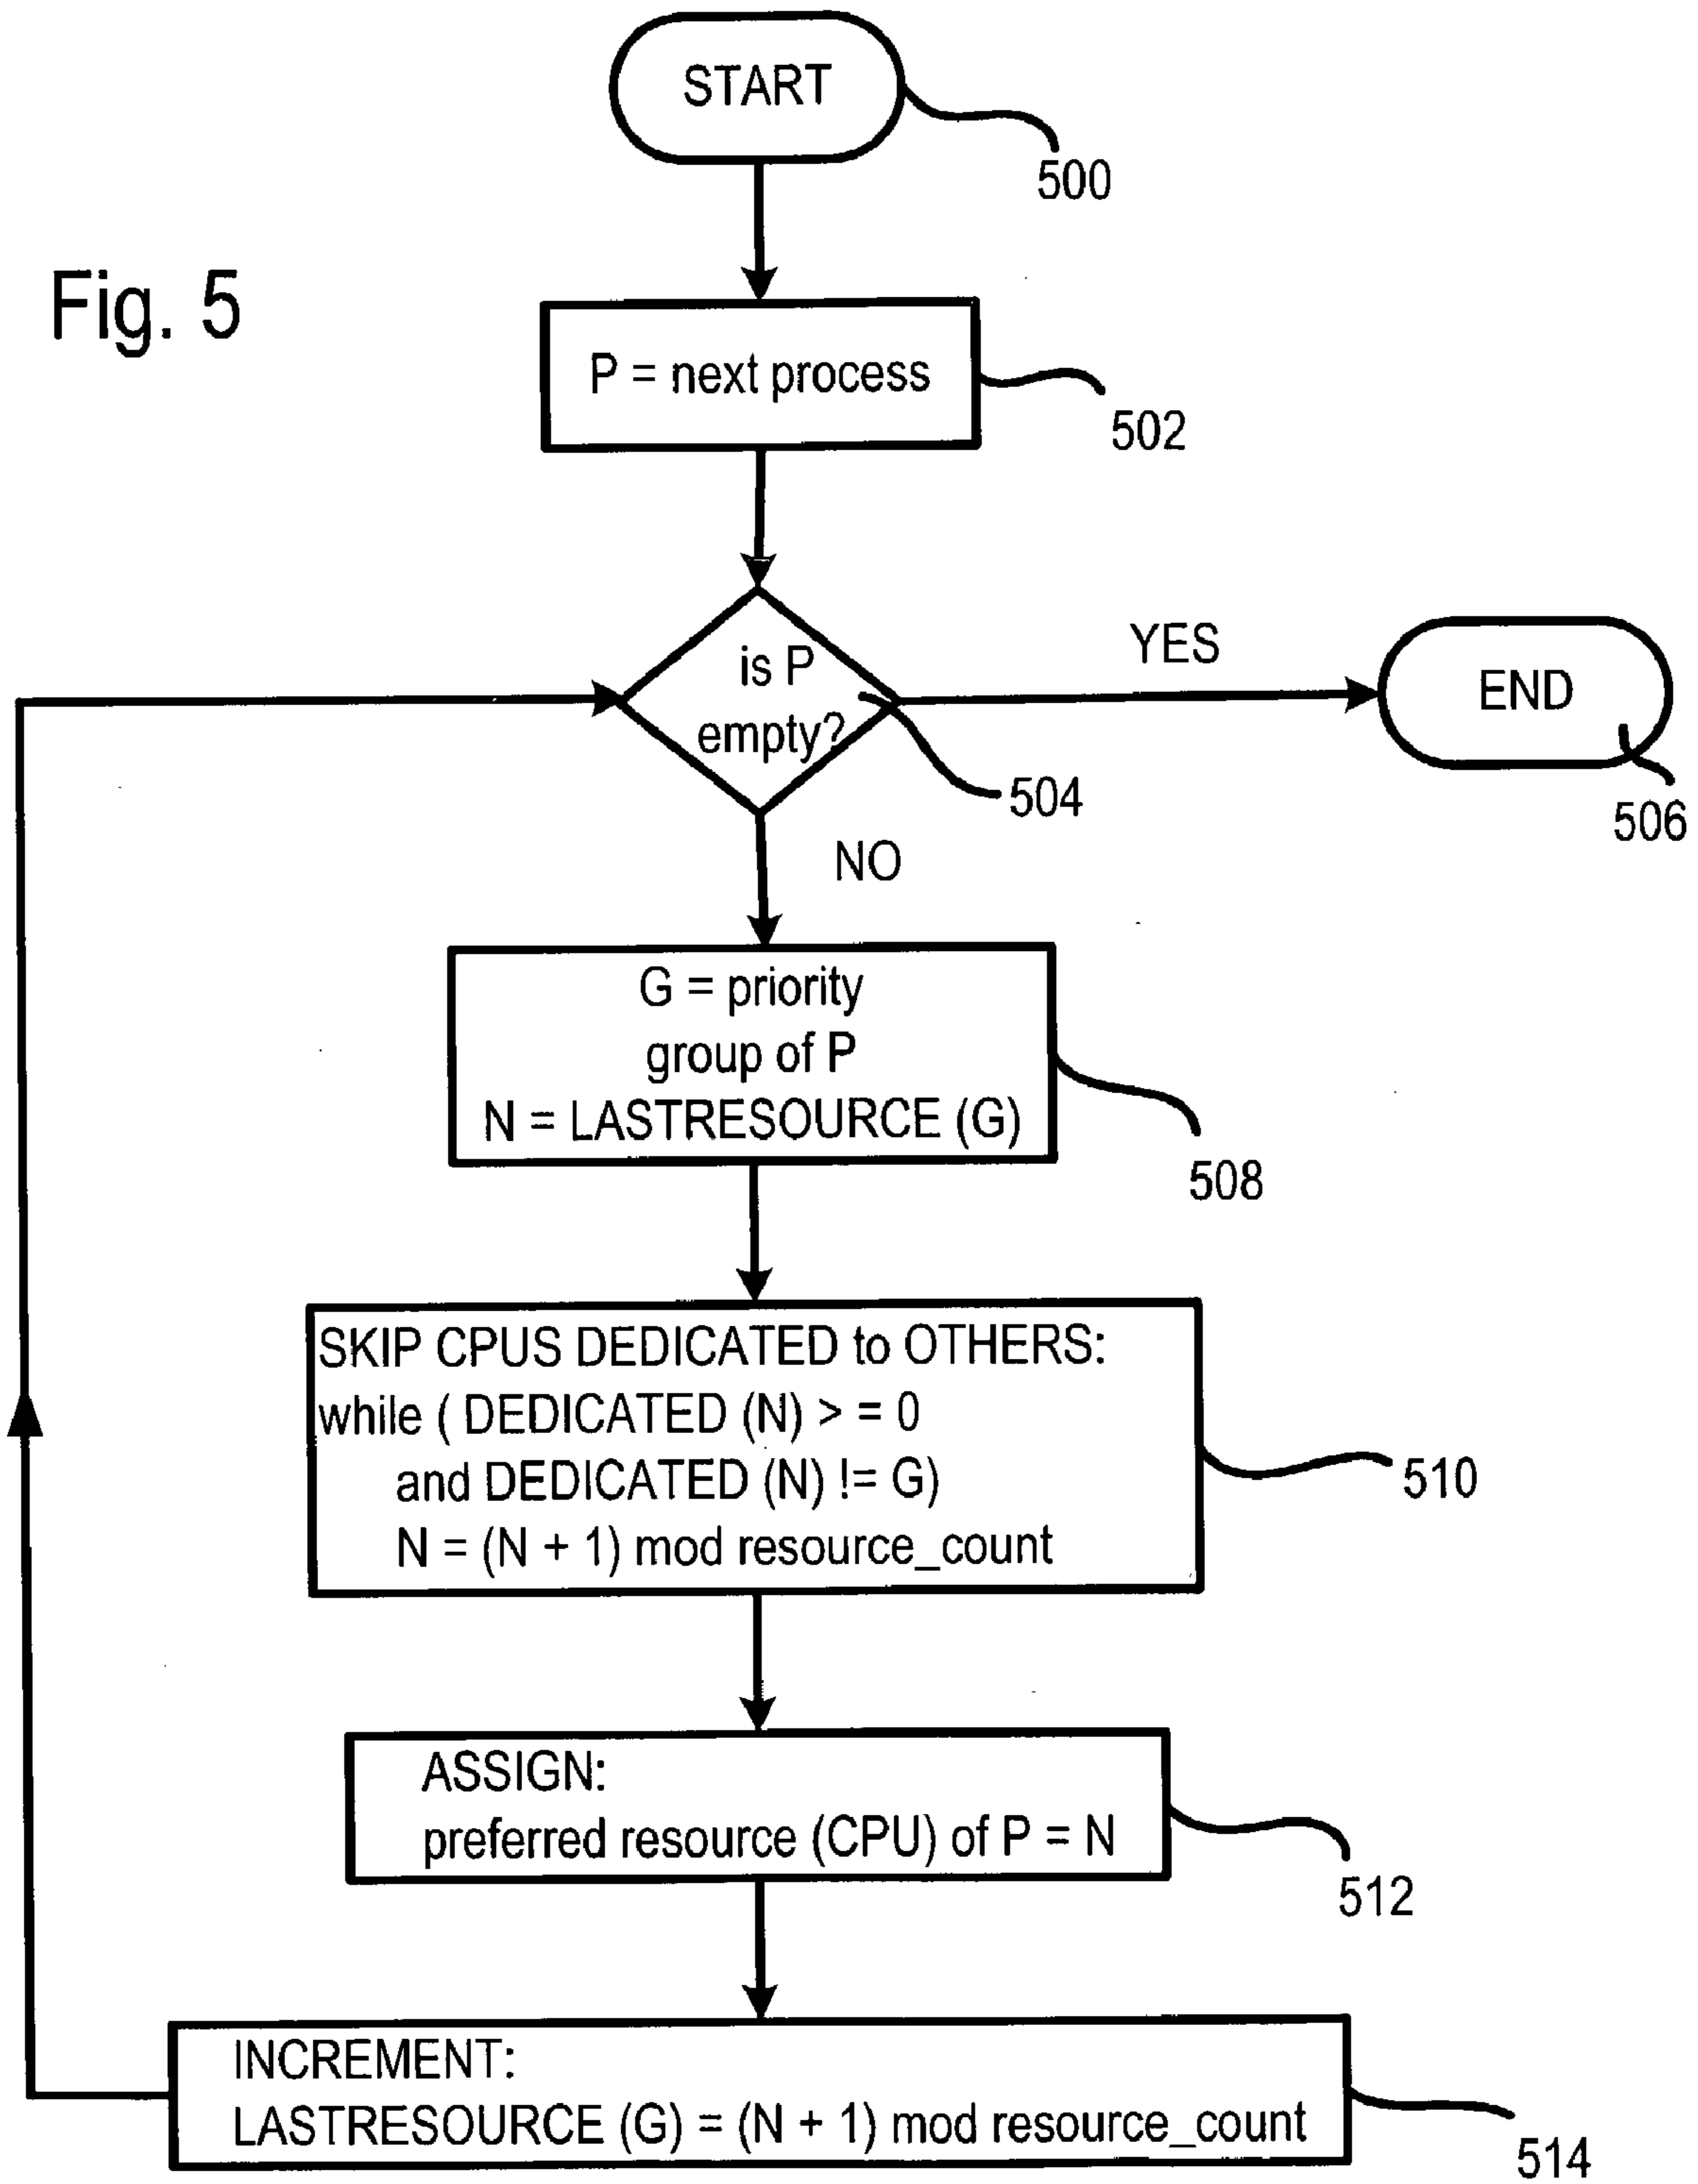 START
500
Fig. 5
P = next process
502
is P
empty?
YES
END
504
506
NO
G = priority
group of P
N = LASTRESOURCE (G)
508
SKIP CPUS DEDICATED to OTHERS:
while ( DEDICATED (N) > = 0
and DEDICATED (N) != G)
N = (N + 1) mod resource_count
510
ASSIGN:
preferred resource (CPU) of P = N
512
INCREMENT:
LASTRESOURCE (G) = (N + 1) mod resource_count
514